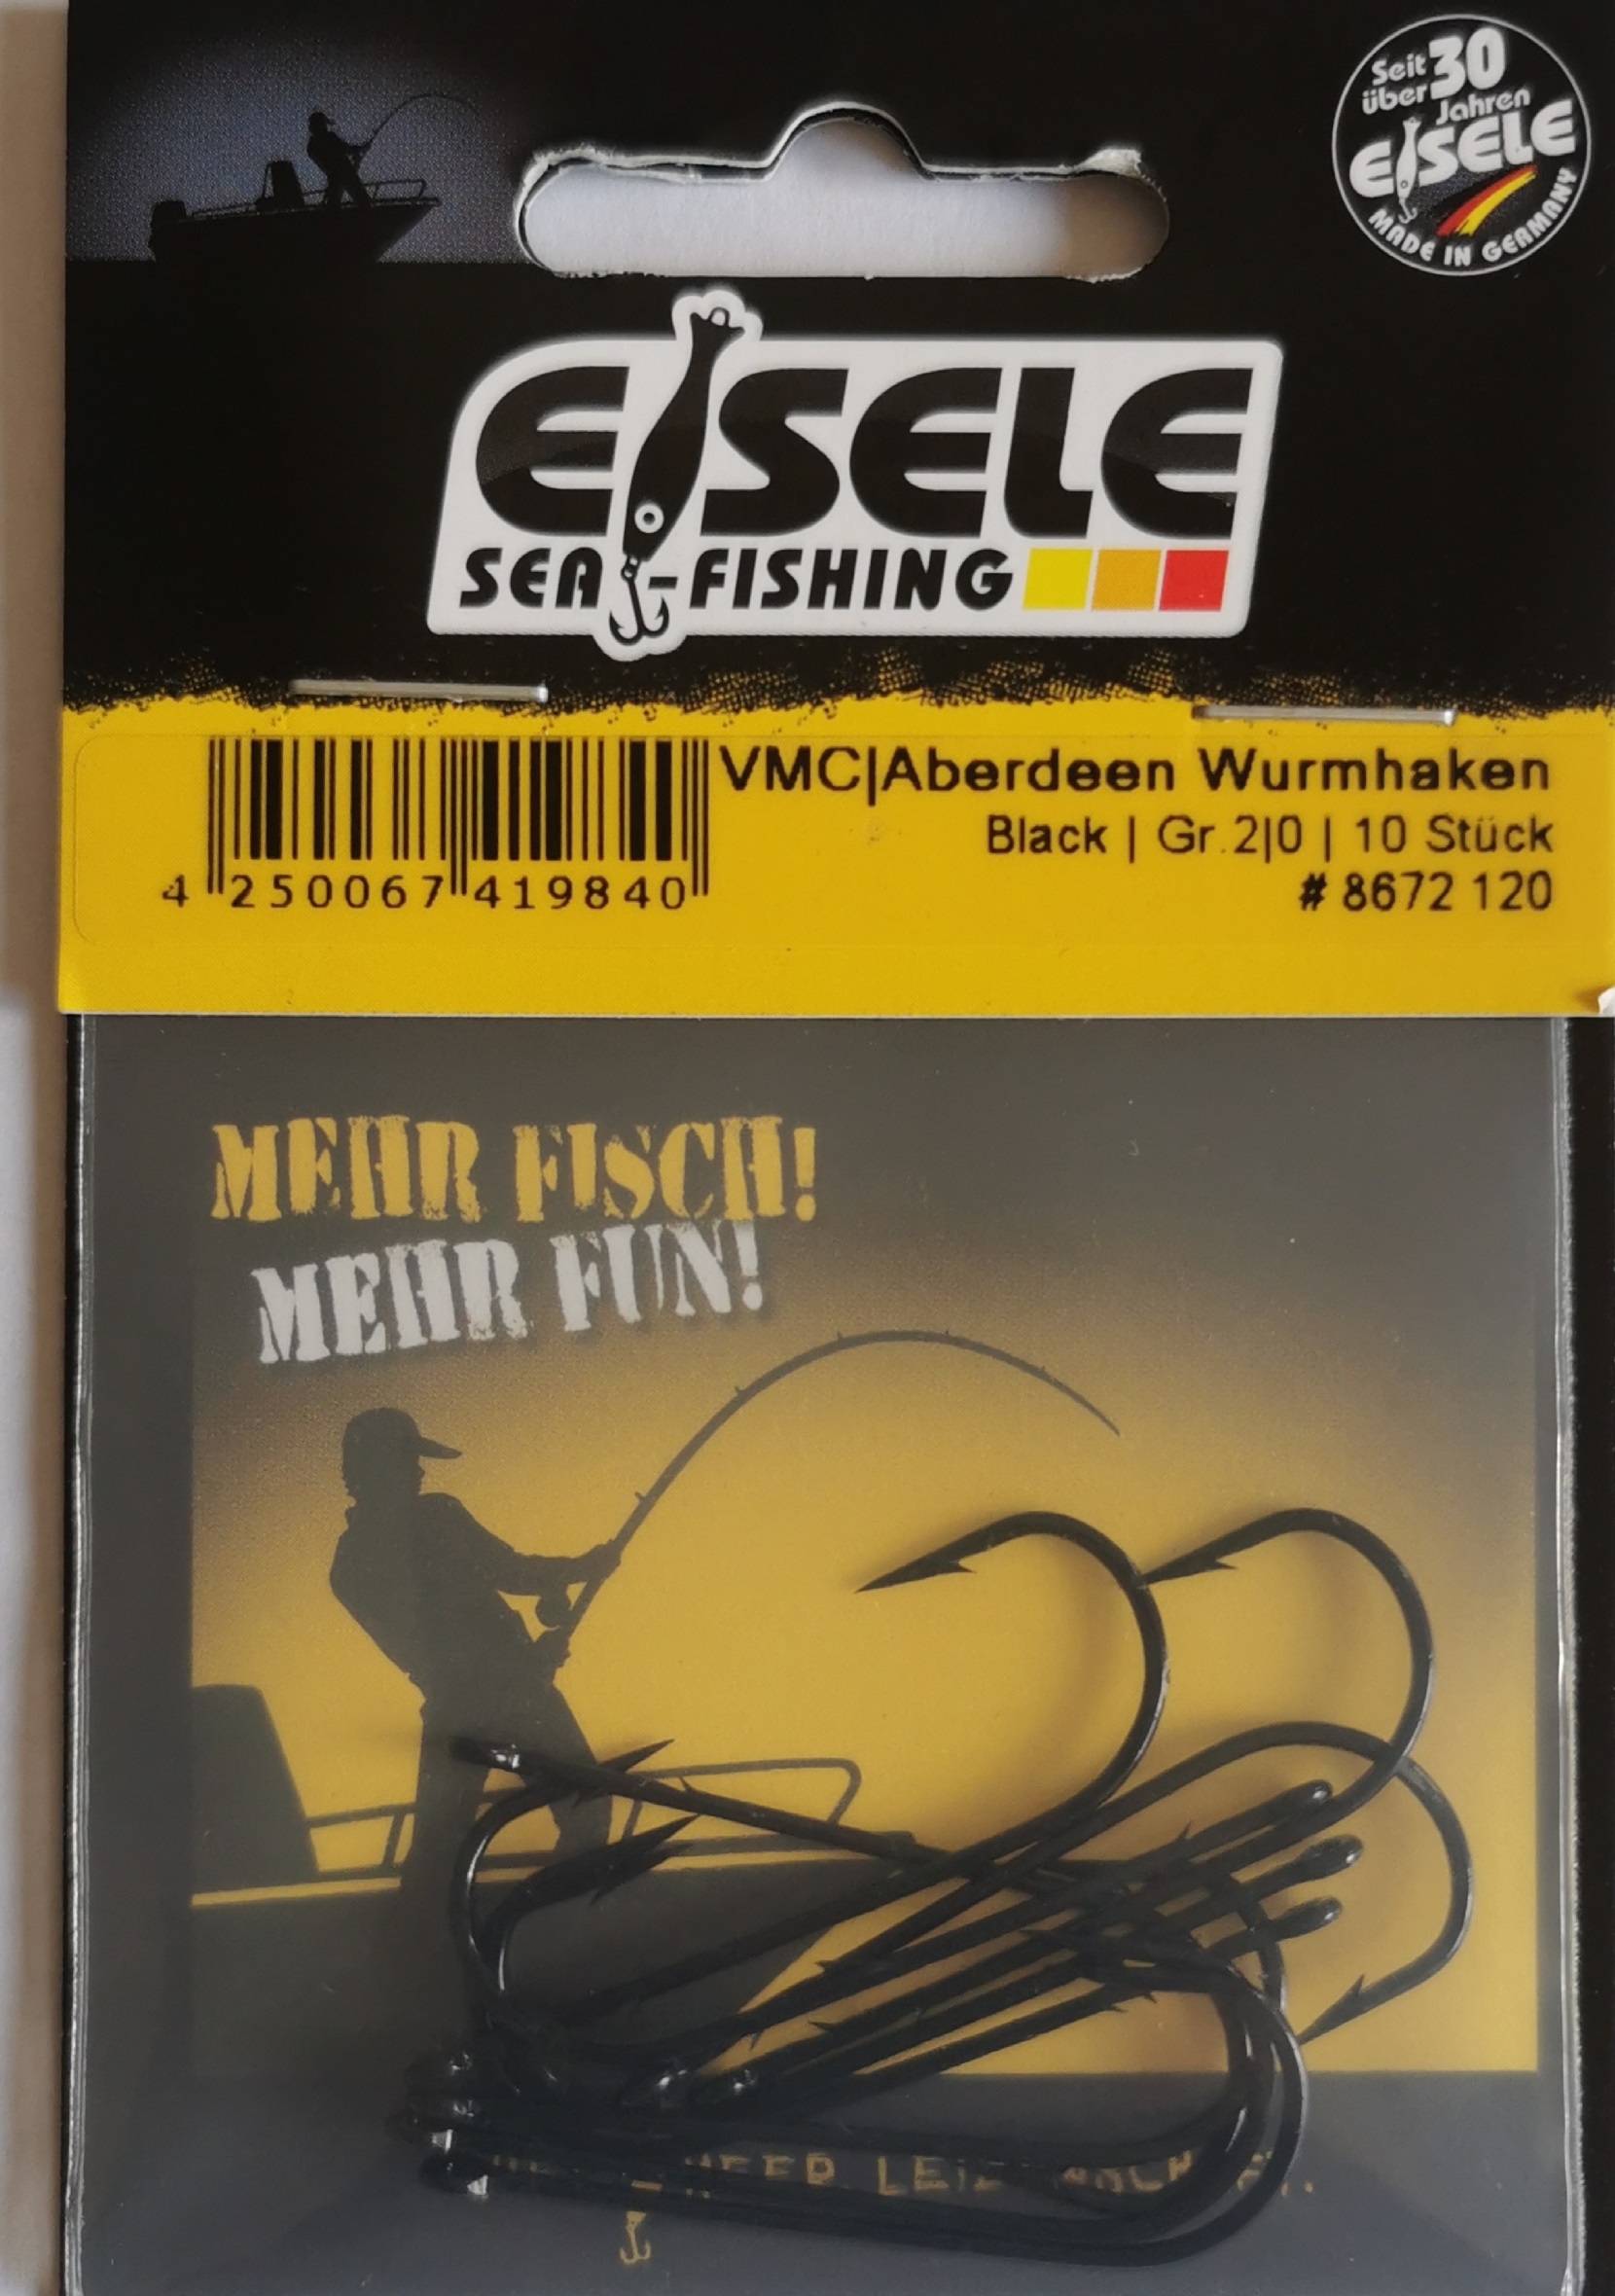 Seit
über 30
Jahren
EISELE
MADE IN GERMANY
EISELE
SEA-FISHING
VMC|Aberdeen Wurmhaken
Black | Gr.2|0 | 10 Stück
# 8672 120
4 250067 419840
MEHR FISCH!
MEHR FUN!